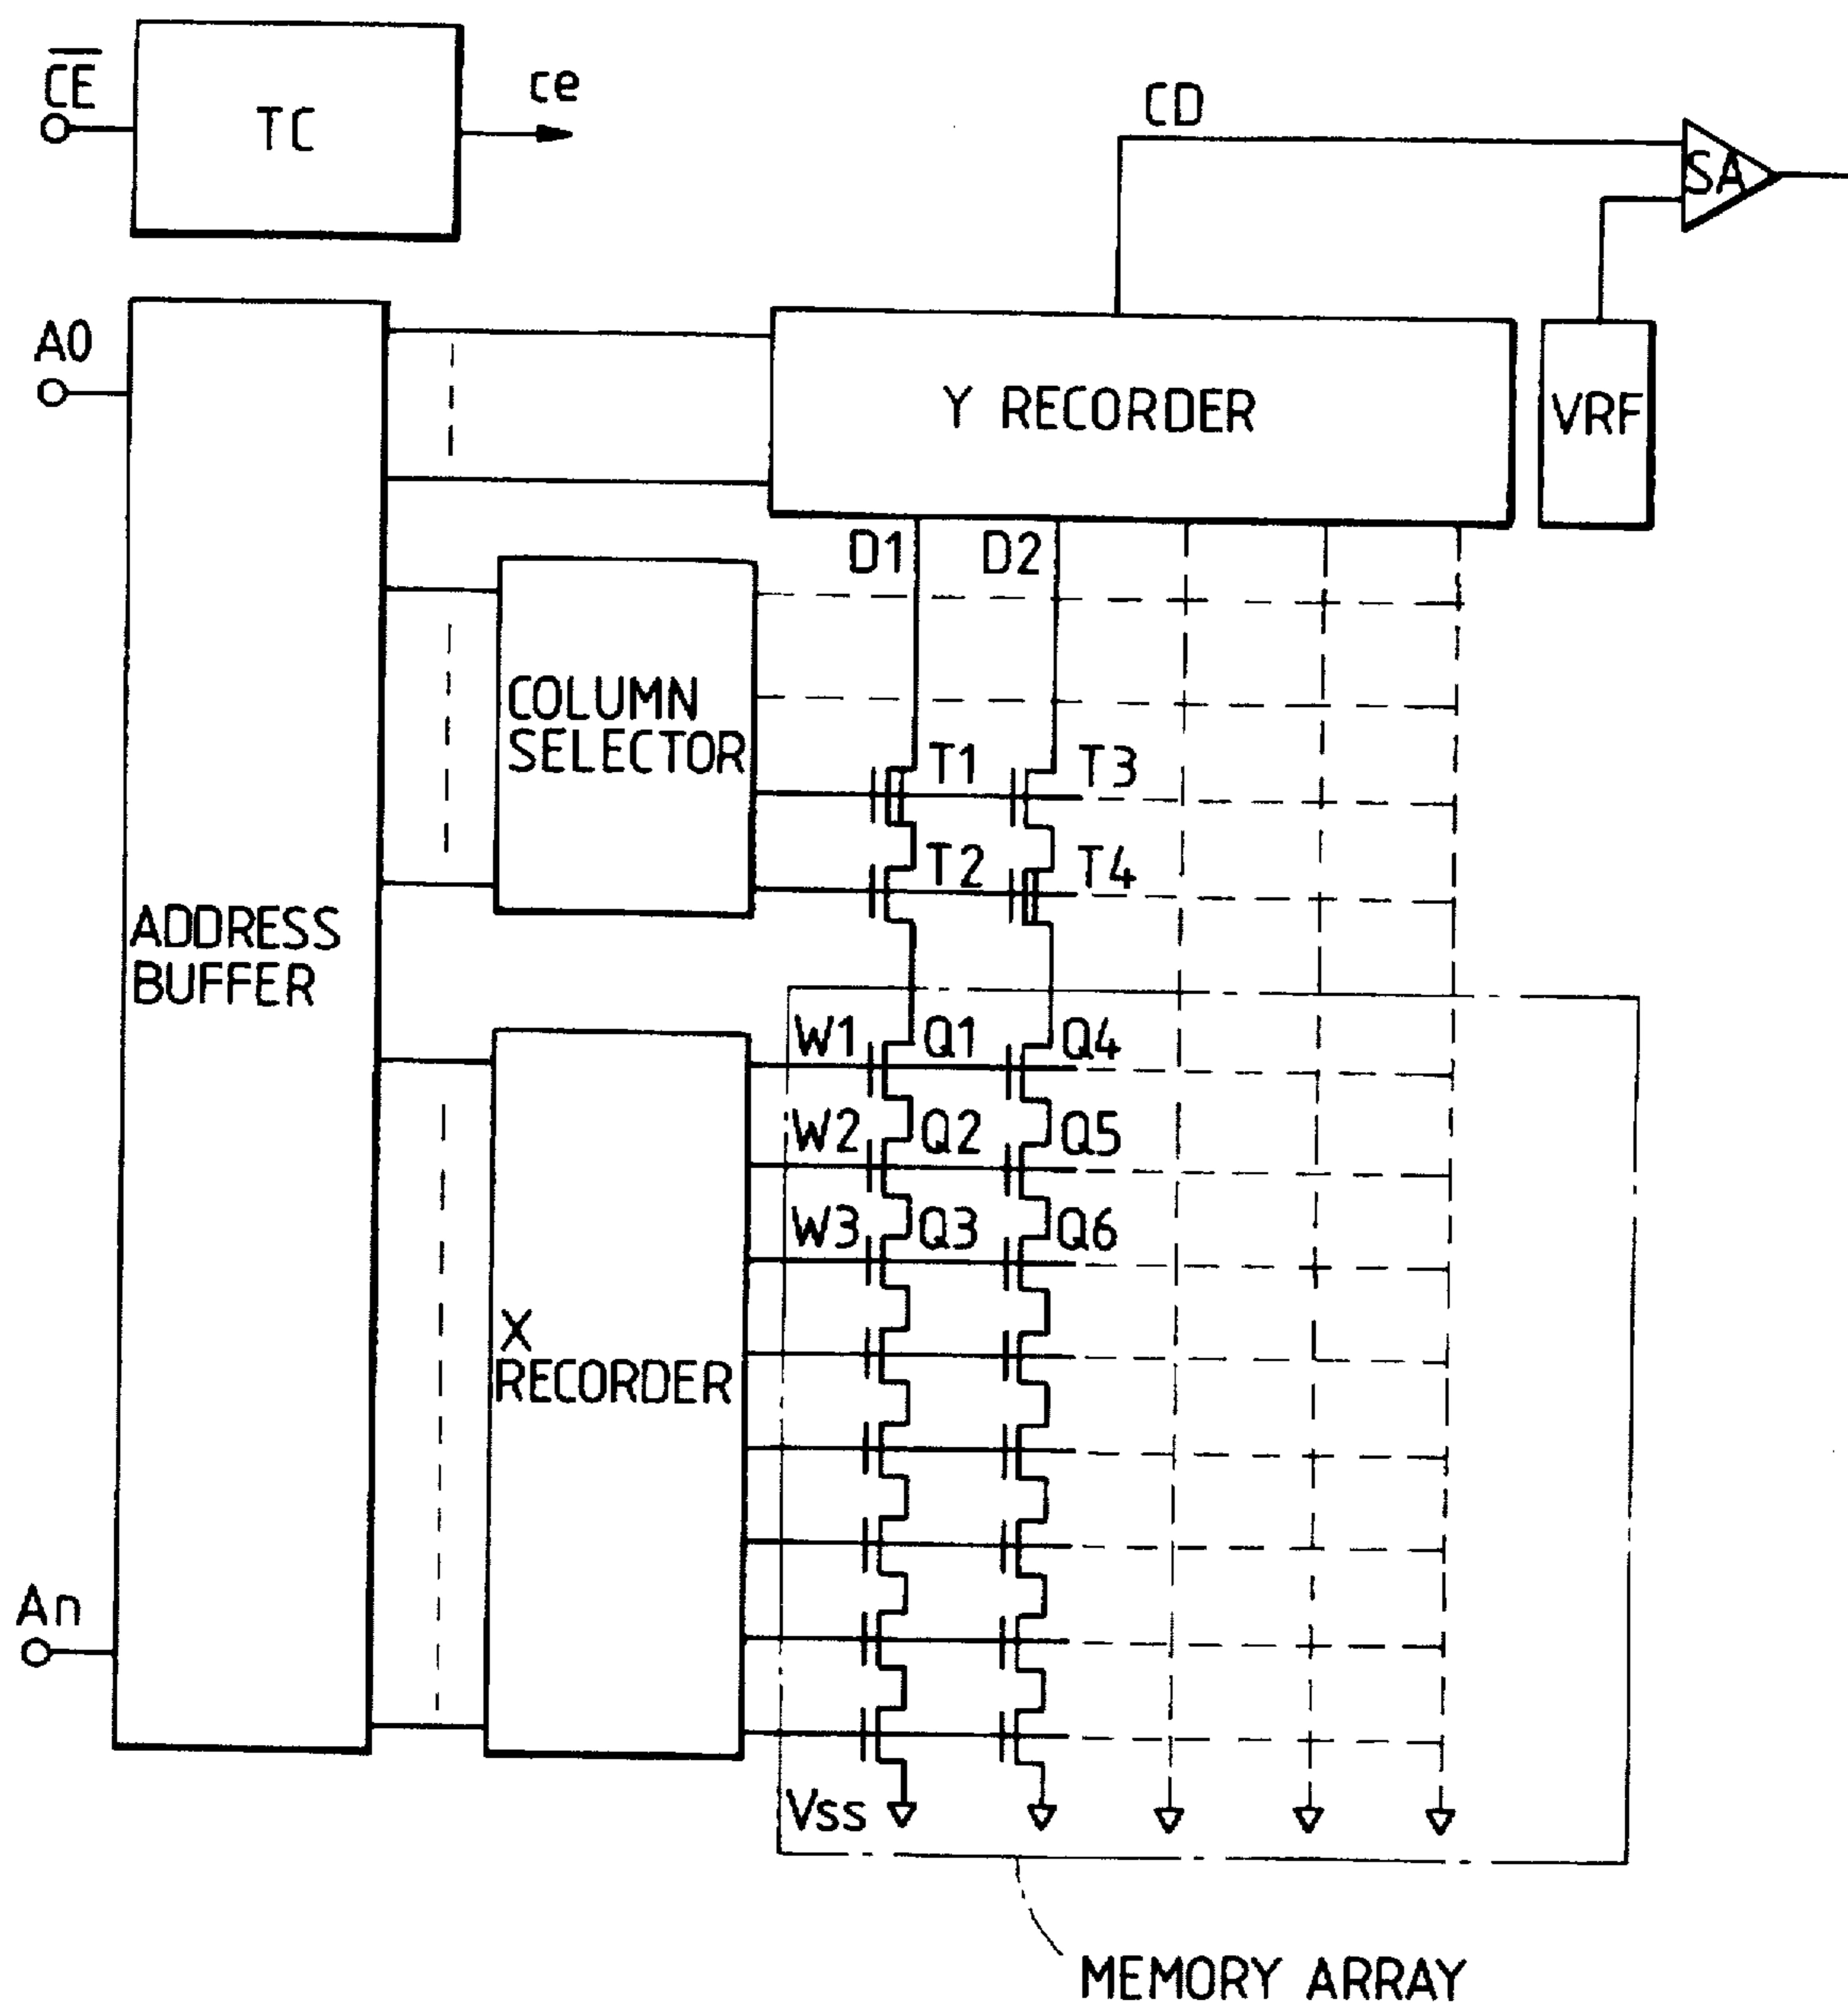 CE
TC
ce
CD
SA
A0
Y RECORDER
VRF
D1
D2
COLUMN
SELECTOR
T1
T3
T2
T4
ADDRESS
BUFFER
W1
Q1
Q4
W2
Q2
Q5
W3
Q3
Q6
X
RECORDER
An
Vss
MEMORY ARRAY